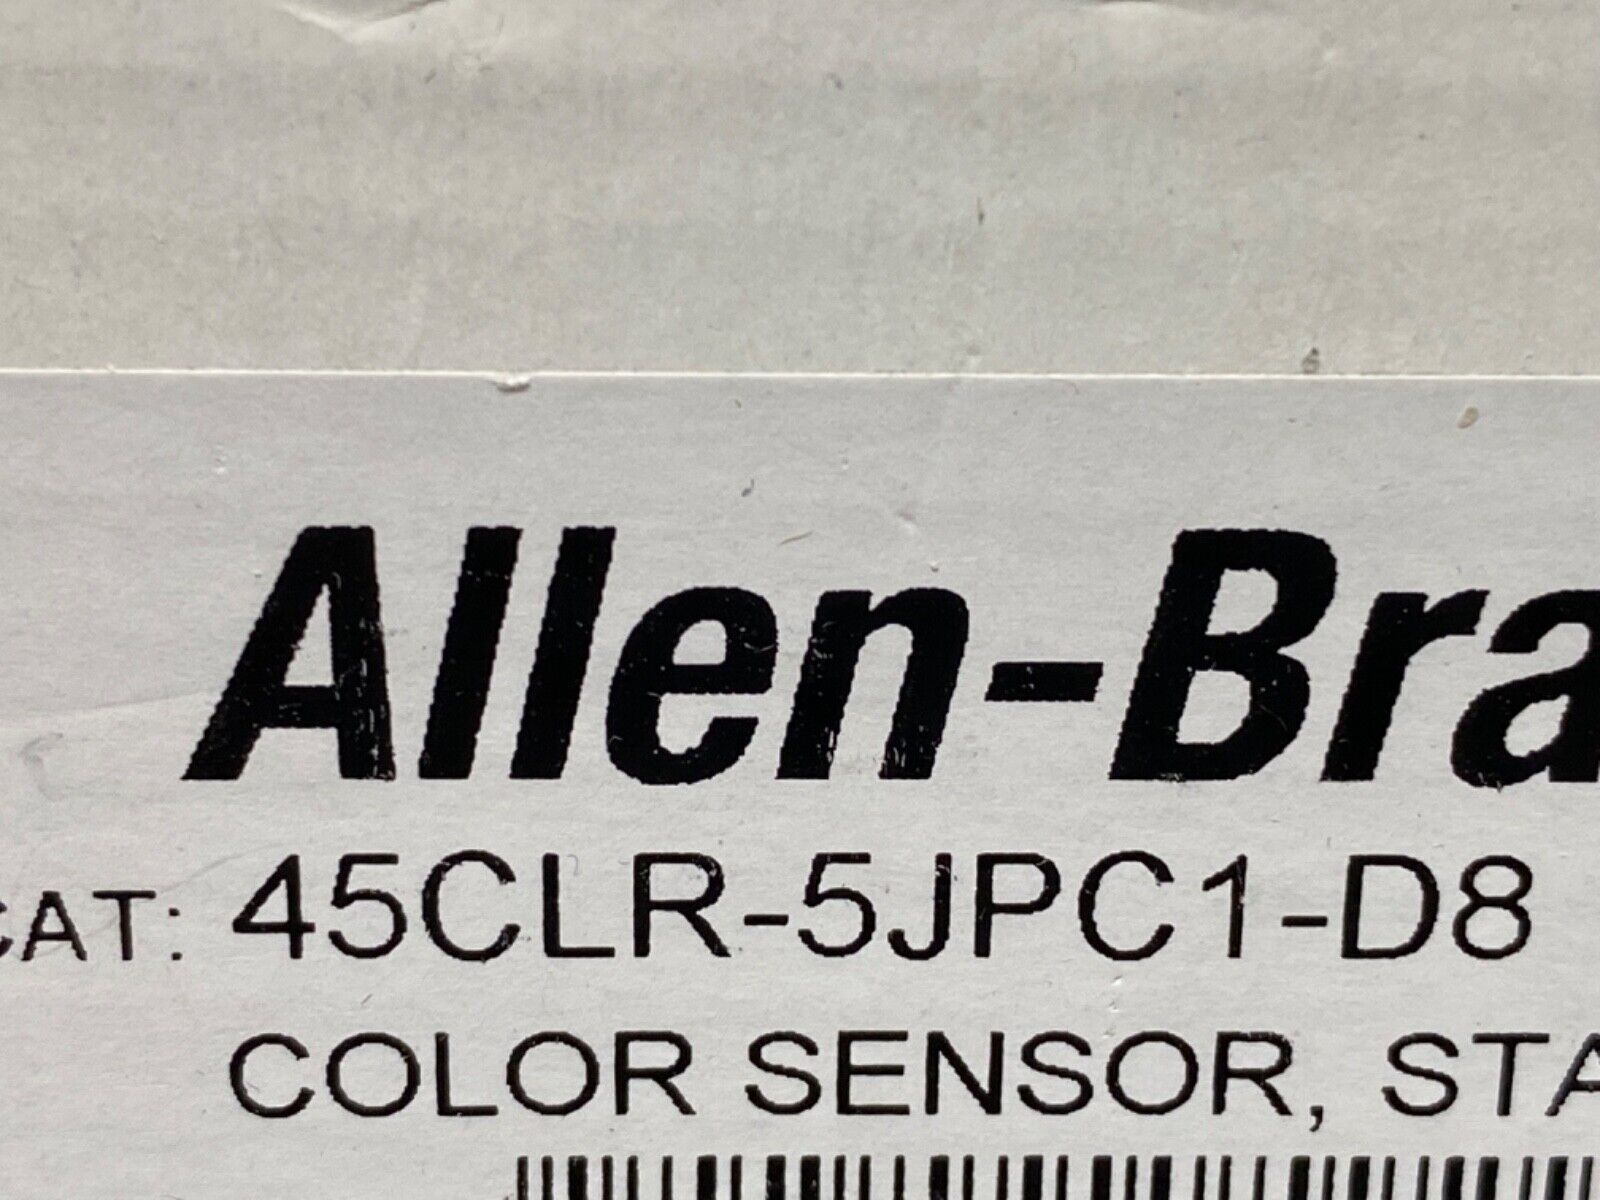 Allen-Bra
CAT: 45CLR-5JPC1-D8
COLOR SENSOR, STA